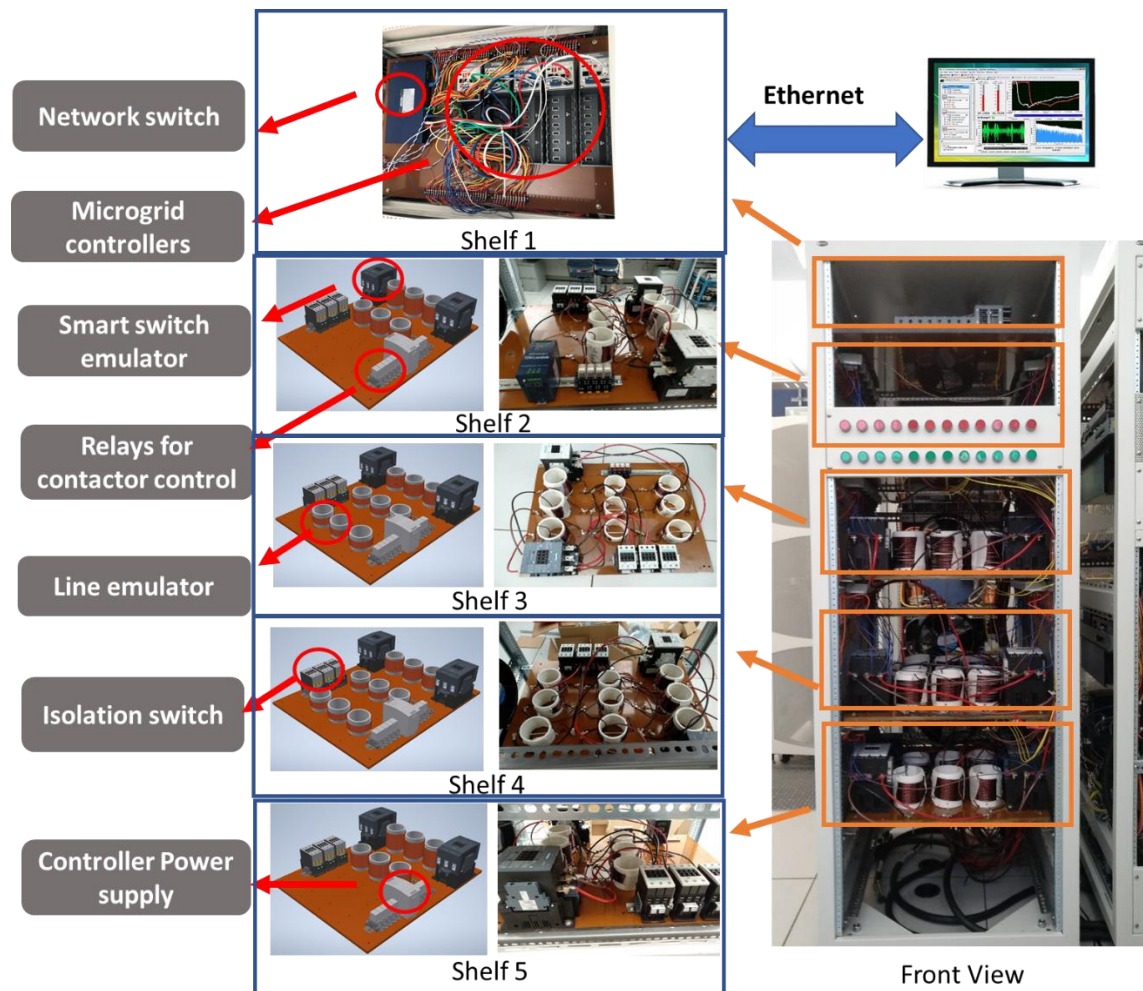 Network switch
Microgrid
controllers
Smart switch
emulator
Relays for
contactor control
Line emulator
Isolation switch
Controller Power
supply
Shelf 1
Shelf 2
Shelf 3
Shelf 4
Shelf 5
Ethernet
Front View